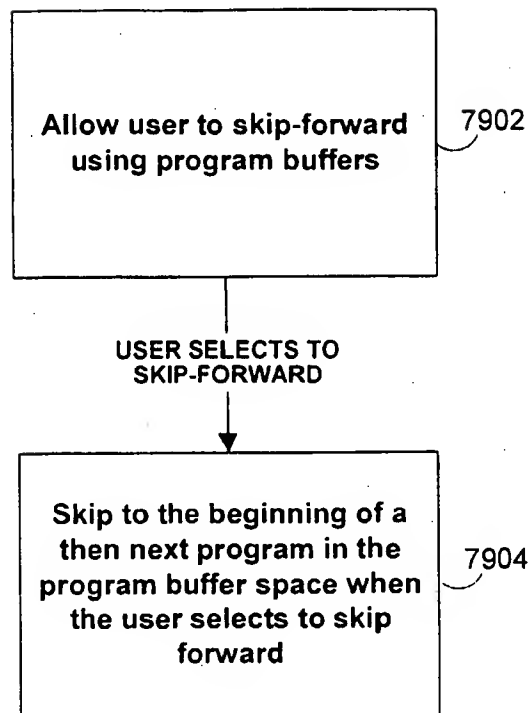 Allow user to skip-forward
using program buffers
7902
USER SELECTS TO
SKIP-FORWARD
Skip to the beginning of a
then next program in the
program buffer space when
the user selects to skip
forward
7904